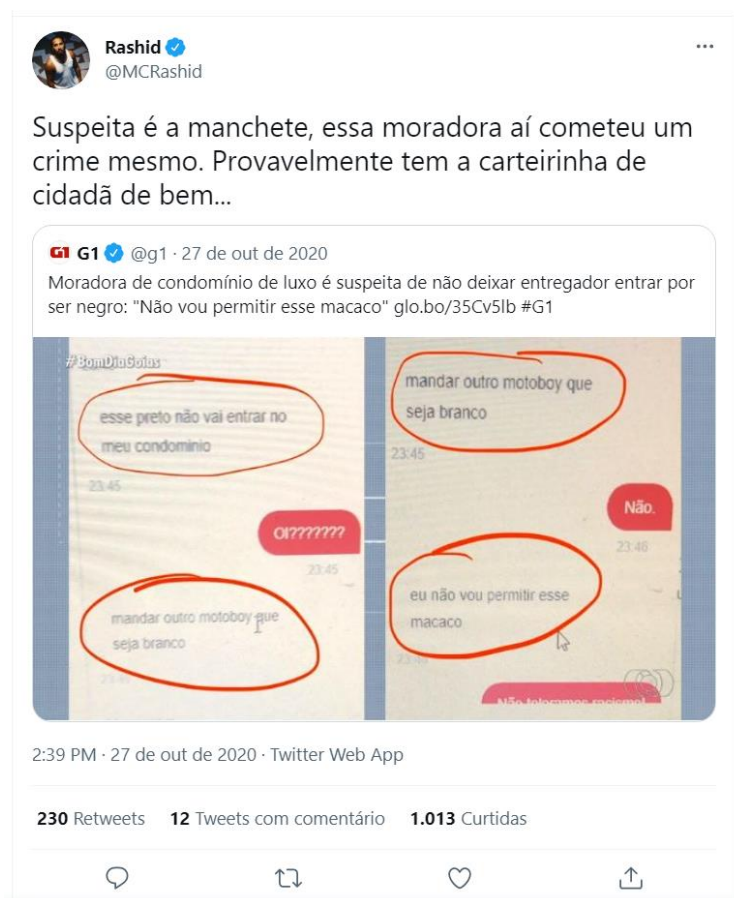 Rashid
@MCRashid
Suspeita é a manchete, essa moradora aí cometeu um
crime mesmo. Provavelmente tem a carteirinha de
cidadã de bem...
G1 G1 @g1 · 27 de out de 2020
Moradora de condomínio de luxo é suspeita de não deixar entregador entrar por
ser negro: "Não vou permitir esse macaco" glo.bo/35Cv5lb #G1
#BomDiaGoiás
esse preto não vai entrar no
meu condominio
23:45
OI???????
23:45
mandar outro motoboy que
seja branco
mandar outro motoboy que
seja branco
23:45
Não.
23:46
eu não vou permitir esse
macaco
Não toleramos racismo!
2:39 PM · 27 de out de 2020 · Twitter Web App
230 Retweets 12 Tweets com comentário 1.013 Curtidas